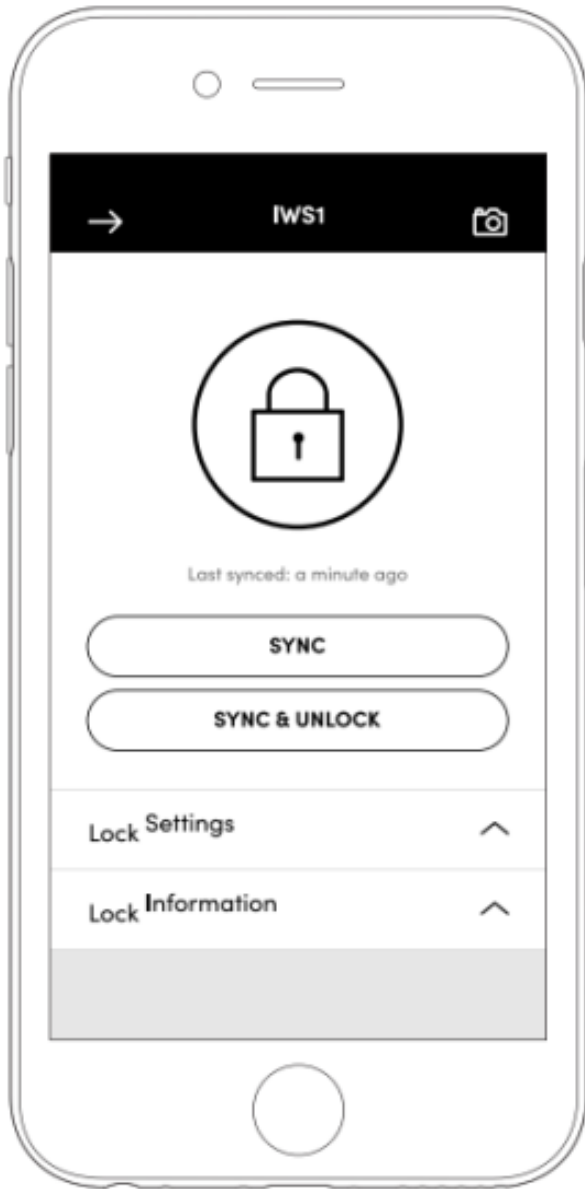 IWS1
Last synced: a minute ago
SYNC
SYNC & UNLOCK
Lock Settings
Lock Information